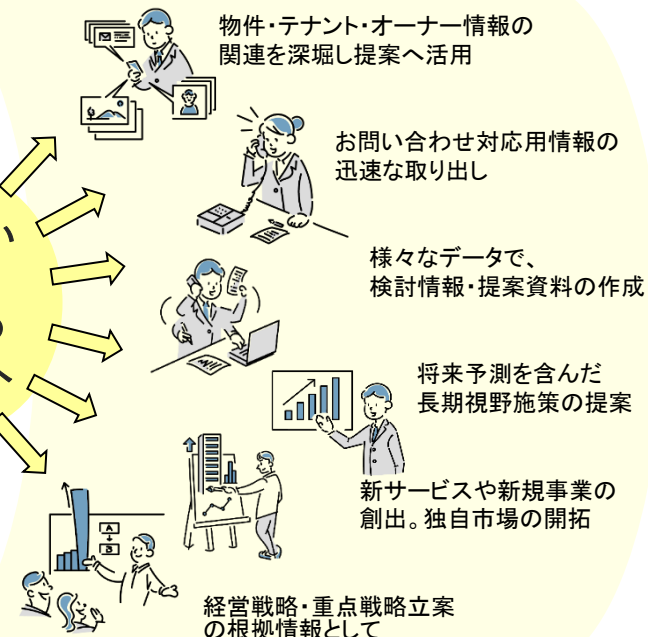 物件・テナント・オーナー情報の
関連を深堀し提案へ活用
お問い合わせ対応用情報の
迅速な取り出し
様々なデータで、
検討情報・提案資料の作成
将来予測を含んだ
長期視野施策の提案
新サービスや新規事業の
創出。独自市場の開拓
A
B
経営戦略・重点戦略立案
の根拠情報として